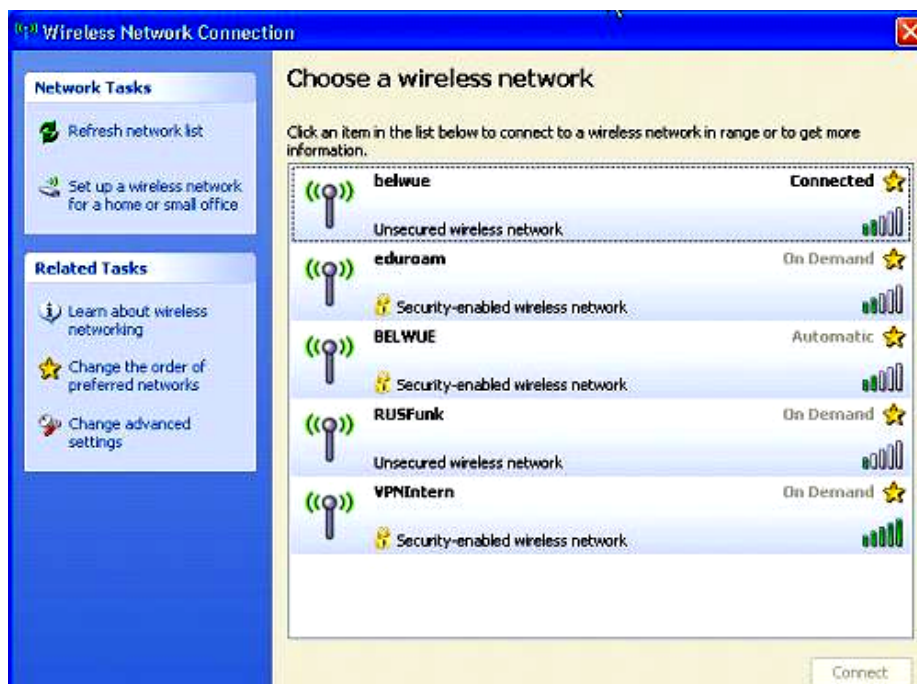 Wireless Network Connection
Network Tasks
Refresh network list
Set up a wireless network
for a home or small office
Related Tasks
Learn about wireless
networking
Change the order of
preferred networks
Change advanced
settings
Choose a wireless network
Click an item in the list below to connect to a wireless network in range or to get more
information.
belwue Connected
Unsecured wireless network
eduroam On Demand
Security-enabled wireless network
BELWUE Automatic
Security-enabled wireless network
RUSFunk On Demand
Unsecured wireless network
VPNIntern On Demand
Security-enabled wireless network
Connect